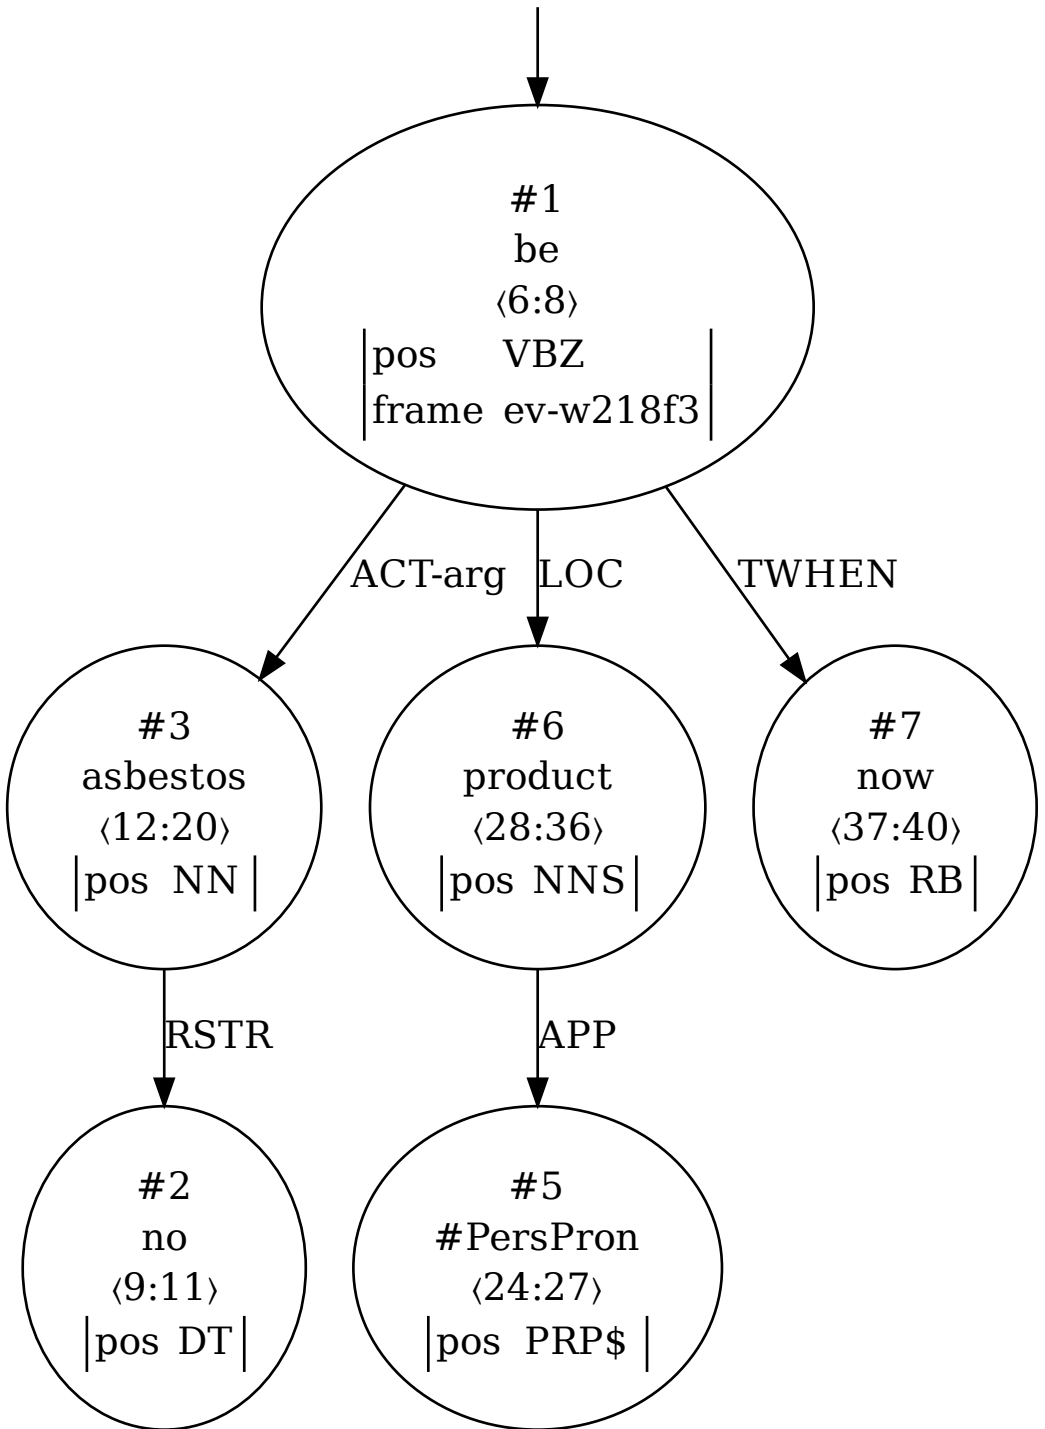 #1
be
⟨6:8⟩
pos VBZ
frame ev-w218f3
ACT-arg LOC TWHEN
#3
asbestos
⟨12:20⟩
pos NN
#6
product
⟨28:36⟩
pos NNS
#7
now
⟨37:40⟩
pos RB
RSTR APP
#2
no
⟨9:11⟩
pos DT
#5
#PersPron
⟨24:27⟩
pos PRP$